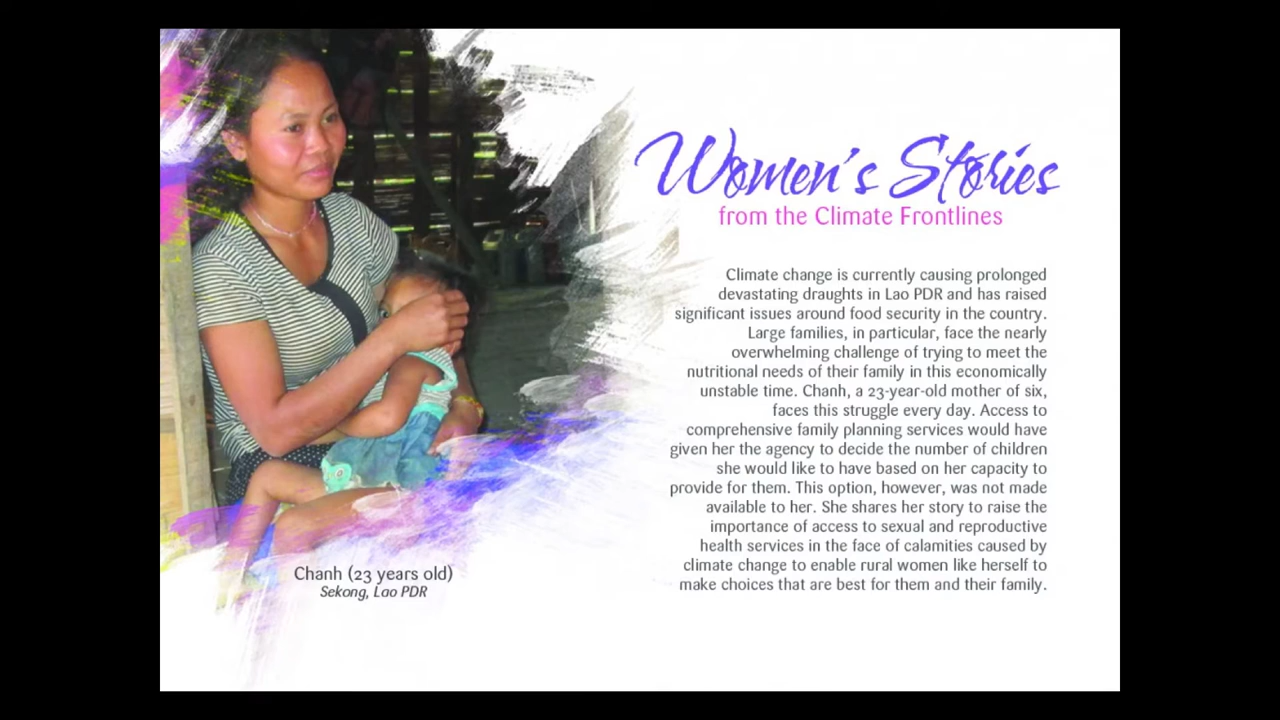 Women's Stories
from the Climate Frontlines
Climate change is currently causing prolonged
devastating draughts in Lao PDR and has raised
significant issues around food security in the country.
Large families, in particular, face the nearly
overwhelming challenge of trying to meet the
nutritional needs of their family in this economically
unstable time. Chanh, a 23-year-old mother of six,
faces this struggle every day. Access to
comprehensive family planning services would have
given her the agency to decide the number of children
she would like to have based on her capacity to
provide for them. This option, however, was not made
available to her. She shares her story to raise the
importance of access to sexual and reproductive
health services in the face of calamities caused by
climate change to enable rural women like herself to
make choices that are best for them and their family.
Chanh (23 years old)
Sekong, Lao PDR